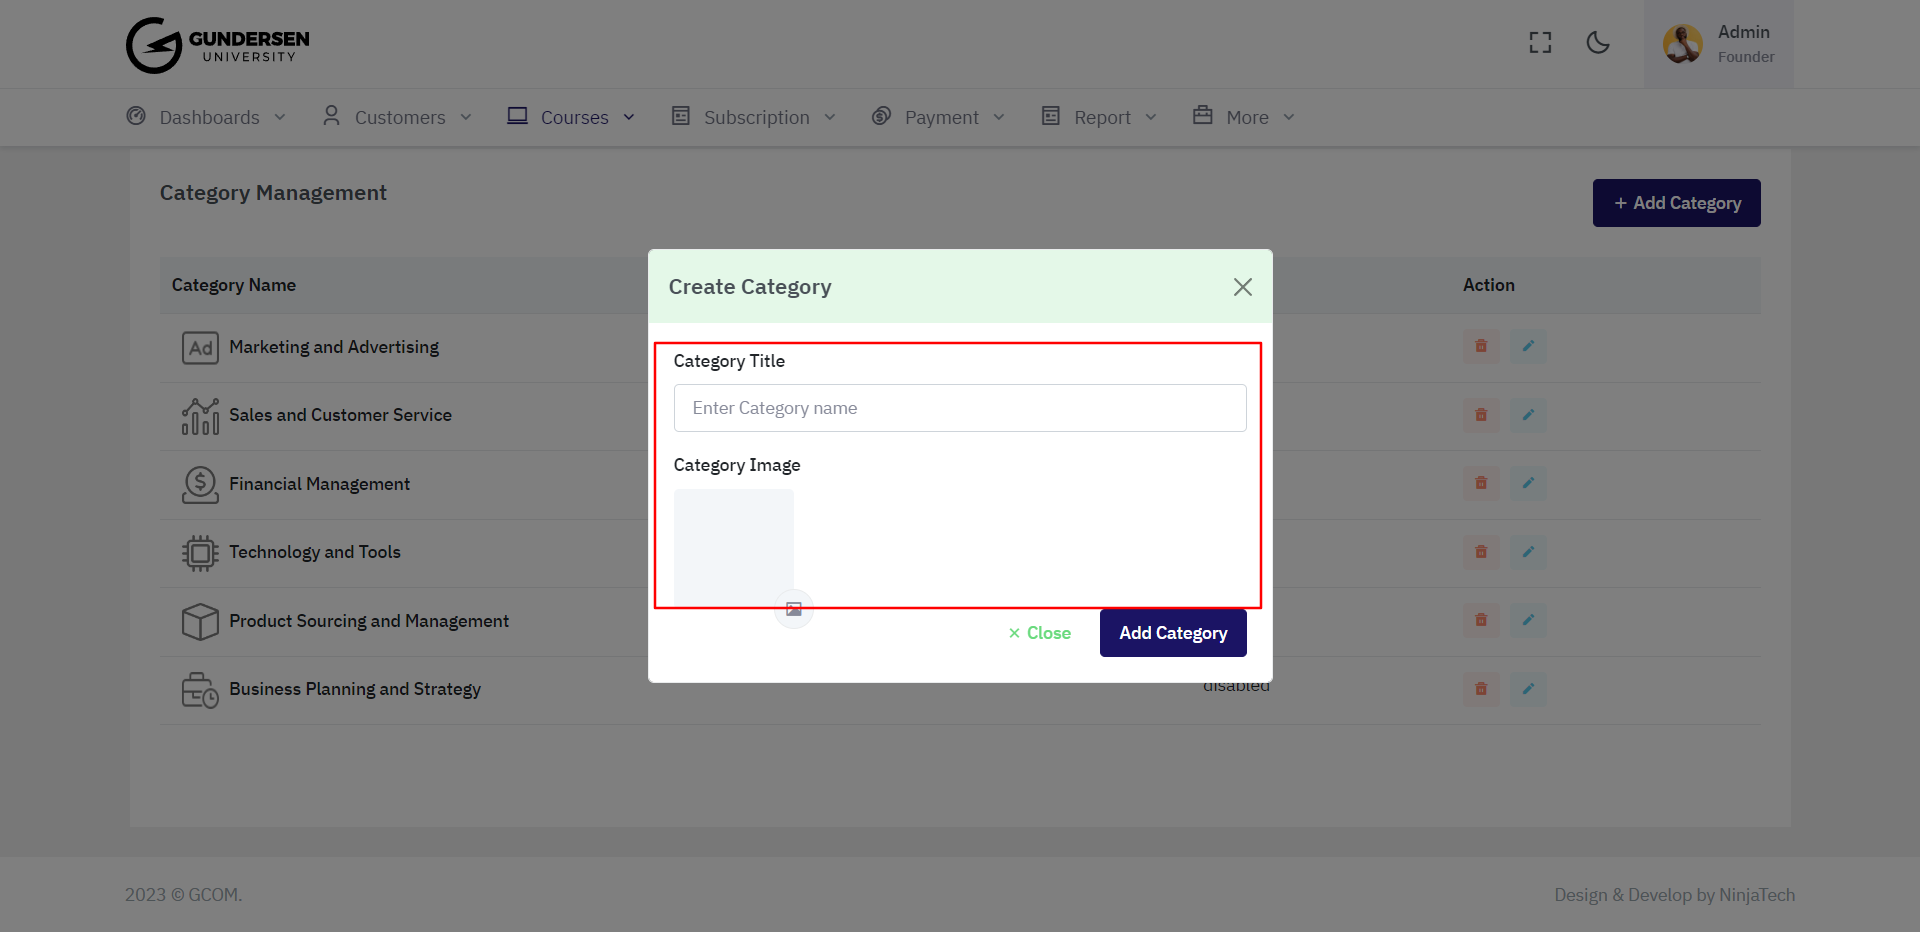 GUNDERSEN
UNIVERSITY
Admin
Founder
Dashboards
Customers
Courses
Subscription
Payment
Report
More
Category Management
+ Add Category
Category Name
Action
Create Category
Ad
Marketing and Advertising
Category Title
Enter Category name
Sales and Customer Service
Category Image
Financial Management
Technology and Tools
Product Sourcing and Management
× Close
Add Category
Business Planning and Strategy
disabled
2023 © GCOM.
Design & Develop by NinjaTech